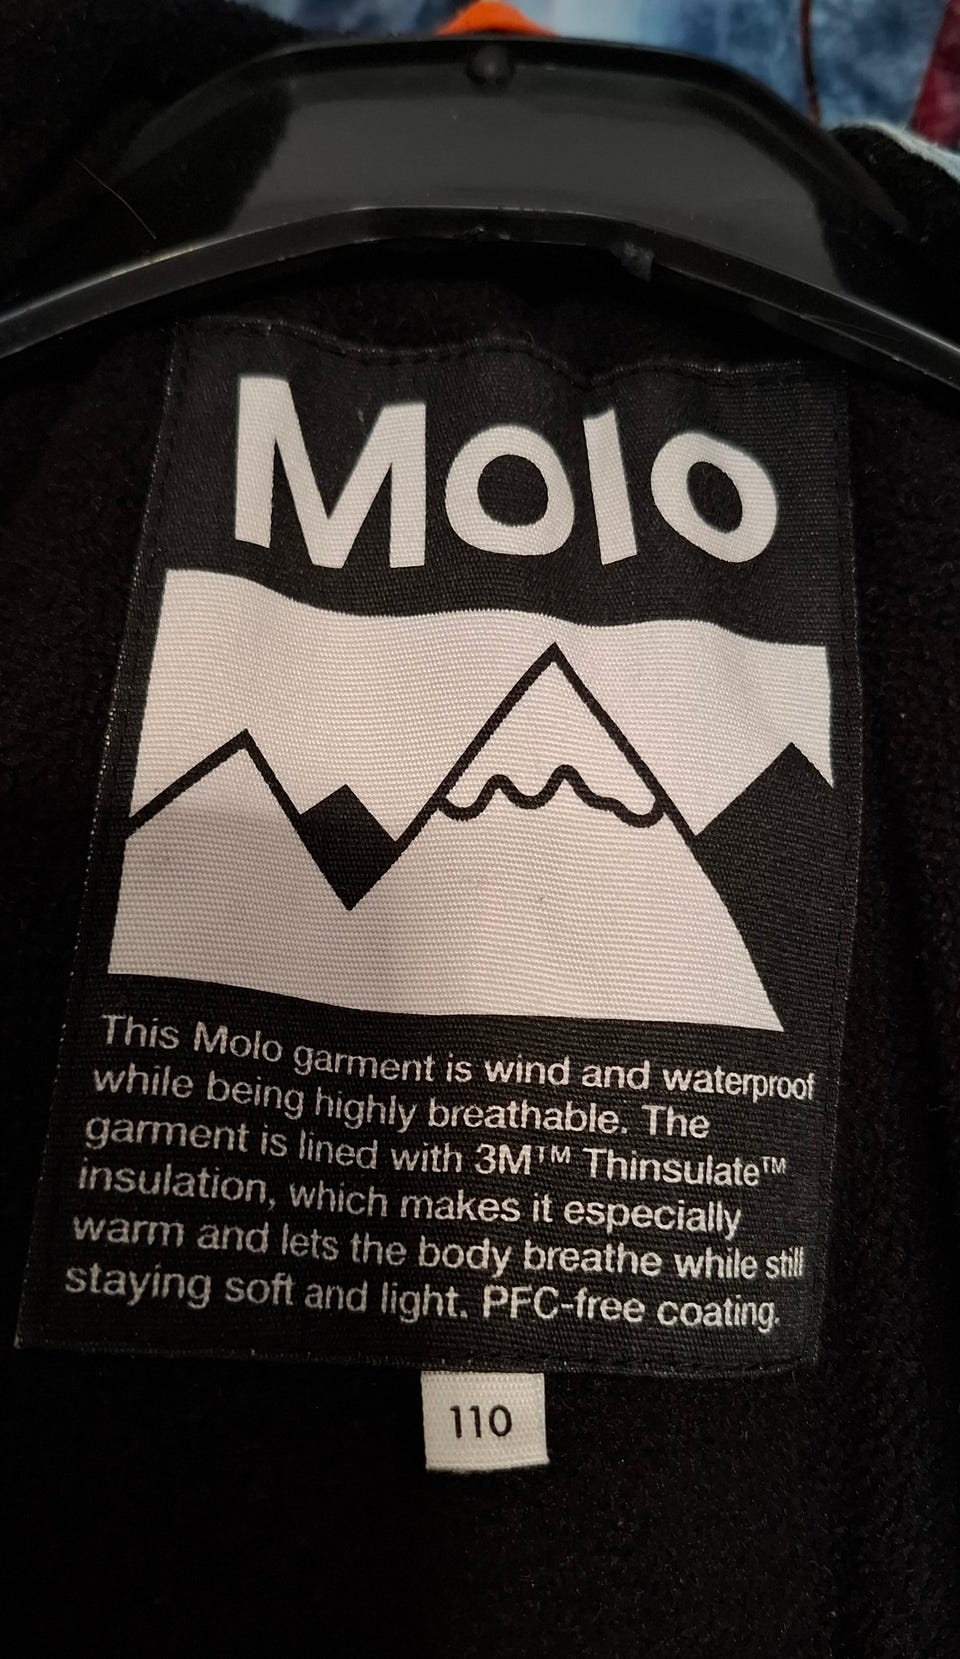 Molo
This Molo garment is wind and waterproof
while being highly breathable. The
garment is lined with 3M™ Thinsulate™
insulation, which makes it especially
warm and lets the body breathe while still
staying soft and light. PFC-free coating.
110